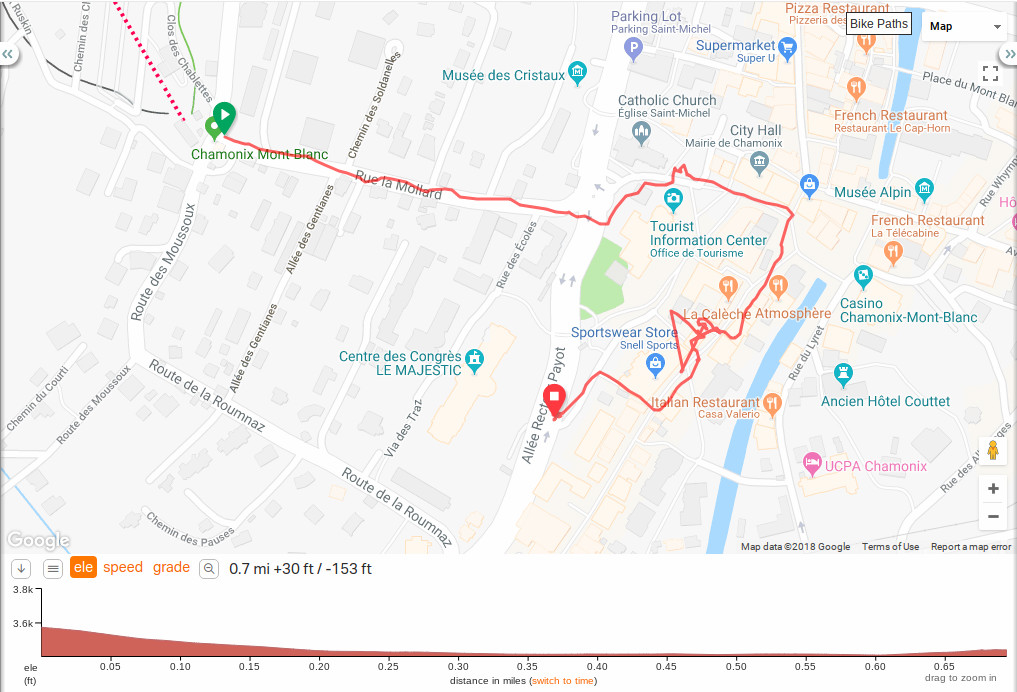 Ruskin
Chemin des
Clos des Chablettes
Parking Lot
Parking Saint-Michel
Pizza Restaurant
Pizzeria des
Bike Paths
Map
Supermarket
Super U
Musée des Cristaux
Chemin des Soldanelles
Place du Mont Blanc
Catholic Church
Église Saint-Michel
City Hall
Mairie de Chamonix
French Restaurant
Restaurant Le Cap-Horn
Chamonix Mont-Blanc
Rue la Mollard
Musée Alpin
Rue Whymper
Hô
French Restaurant
La Télécabine
Allée des Gentianes
Route des Moussoux
Rue des Écoles
Tourist
Information Center
Office de Tourisme
Av
Casino
Chamonix-Mont-Blanc
La Calèche
Atmosphère
Sportswear Store
Snell Sports
Rue du Lyret
Allée des Gentianes
Centre des Congrès
LE MAJESTIC
Allée Rect
Payot
Chemin du Courti
Route des Moussoux
Route de la Roumnaz
Via des Traz
Italian Restaurant
Casa Valerio
Ancien Hôtel Couttet
UCPA Chamonix
Rue des Al
ges
Route de la Roumnaz
Chemin des Pauses
Google
Map data ©2018 Google
Terms of Use
Report a map error
ele
speed
grade
0.7 mi +30 ft / -153 ft
3.8k
3.6k
ele
(ft)
0.05
0.10
0.15
0.20
0.25
0.30
0.35
0.40
0.45
0.50
0.55
0.60
0.65
distance in miles (switch to time)
drag to zoom in